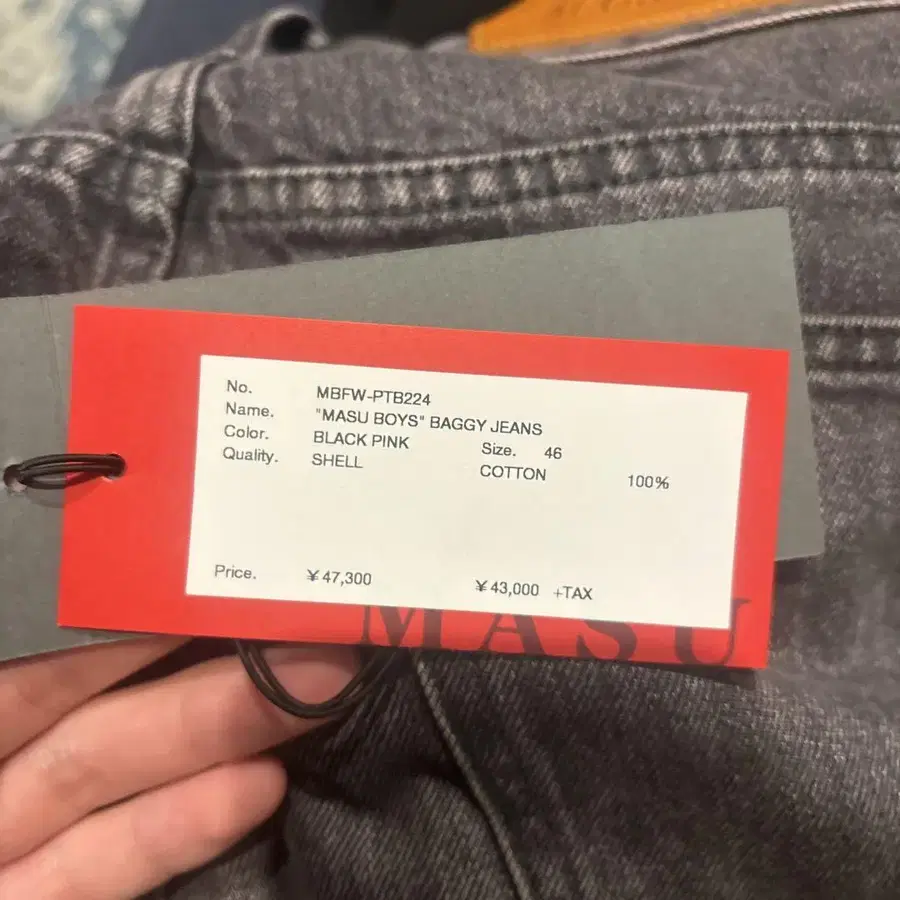 No. MBFW-PTB224
Name. "MASU BOYS" BAGGY JEANS
Color. BLACK PINK Size. 46
Quality. SHELL COTTON 100%
Price. ¥47,300 ¥43,000 +TAX
MASU